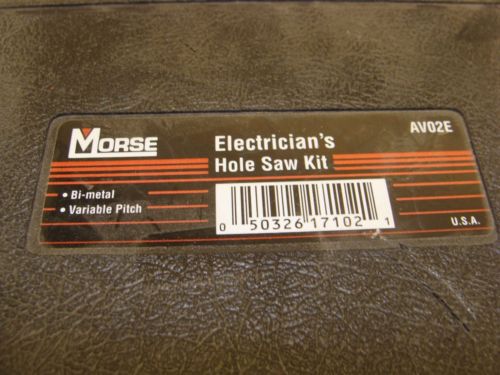 MORSE
Electrician's
Hole Saw Kit
AV02E
• Bi-metal
• Variable Pitch
0 50326 17102 1
U.S.A.